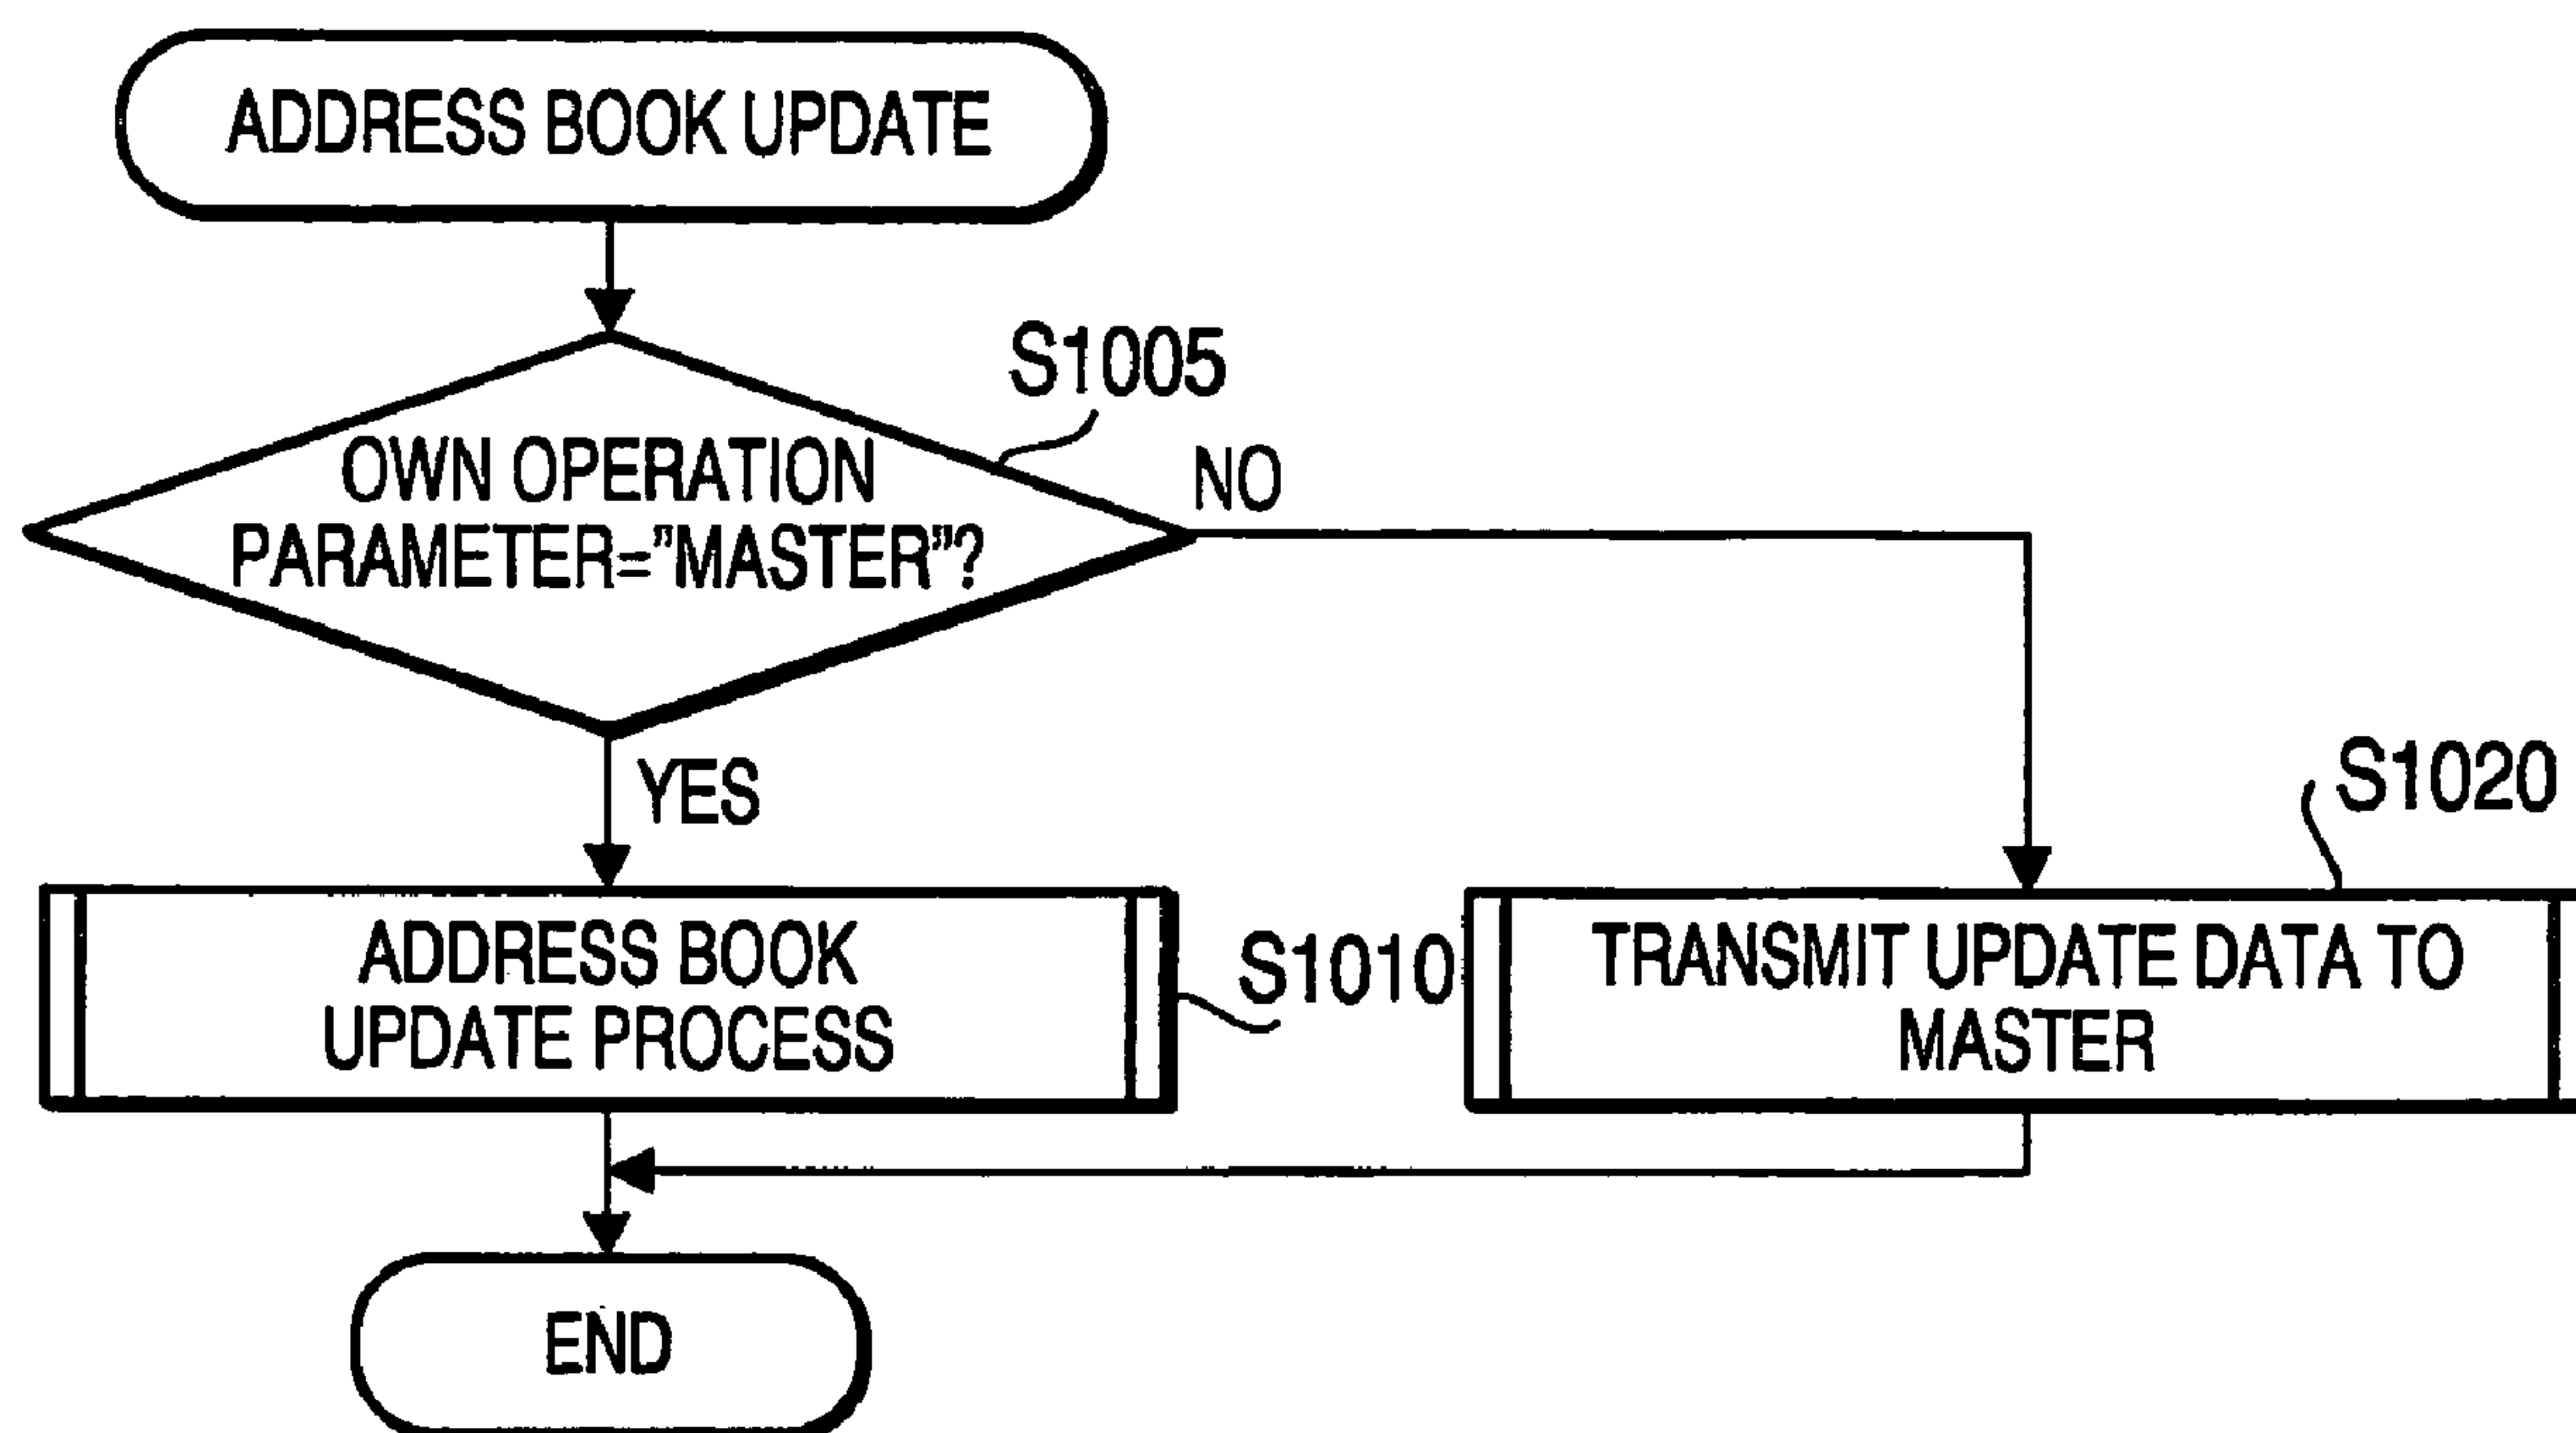 ADDRESS BOOK UPDATE
S1005
OWN OPERATION
PARAMETER="MASTER"?
NO
YES
S1020
ADDRESS BOOK
UPDATE PROCESS
S1010
TRANSMIT UPDATE DATA TO
MASTER
END